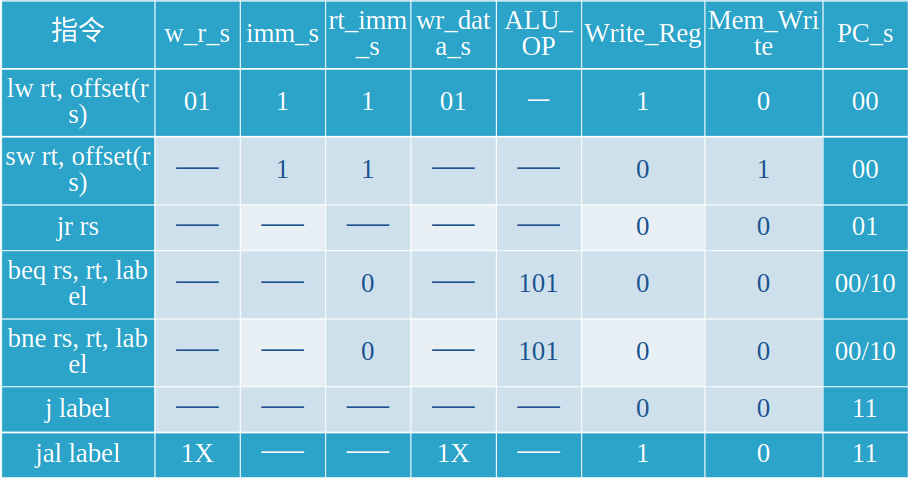 指令 w_r_s imm_s rt_imm_s wr_data_s ALU_OP Write_Reg Mem_Write PC_s
lw rt, offset(rs) 01 1 1 01 — 1 0 00
sw rt, offset(rs) — 1 1 — — 0 1 00
jr rs — — — — — 0 0 01
beq rs, rt, label — — 0 — 101 0 0 00/10
bne rs, rt, label — — 0 — 101 0 0 00/10
j label — — — — — 0 0 11
jal label 1X — — 1X — 1 0 11